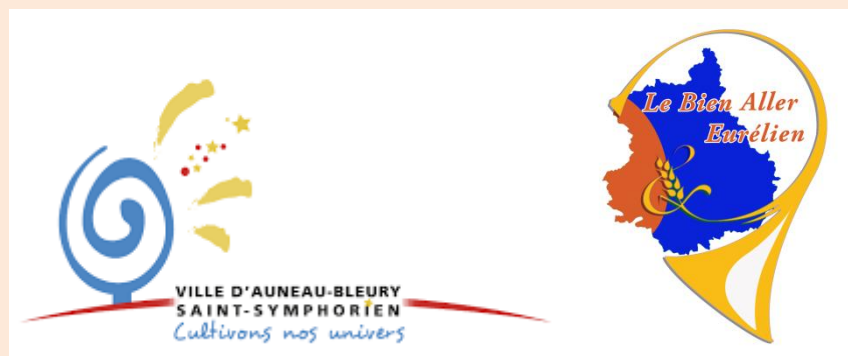 VILLE D'AUNEAU-BLEURY
SAINT-SYMPHORIEN
Cultivons nos univers
Le Bien Aller
Eurélien